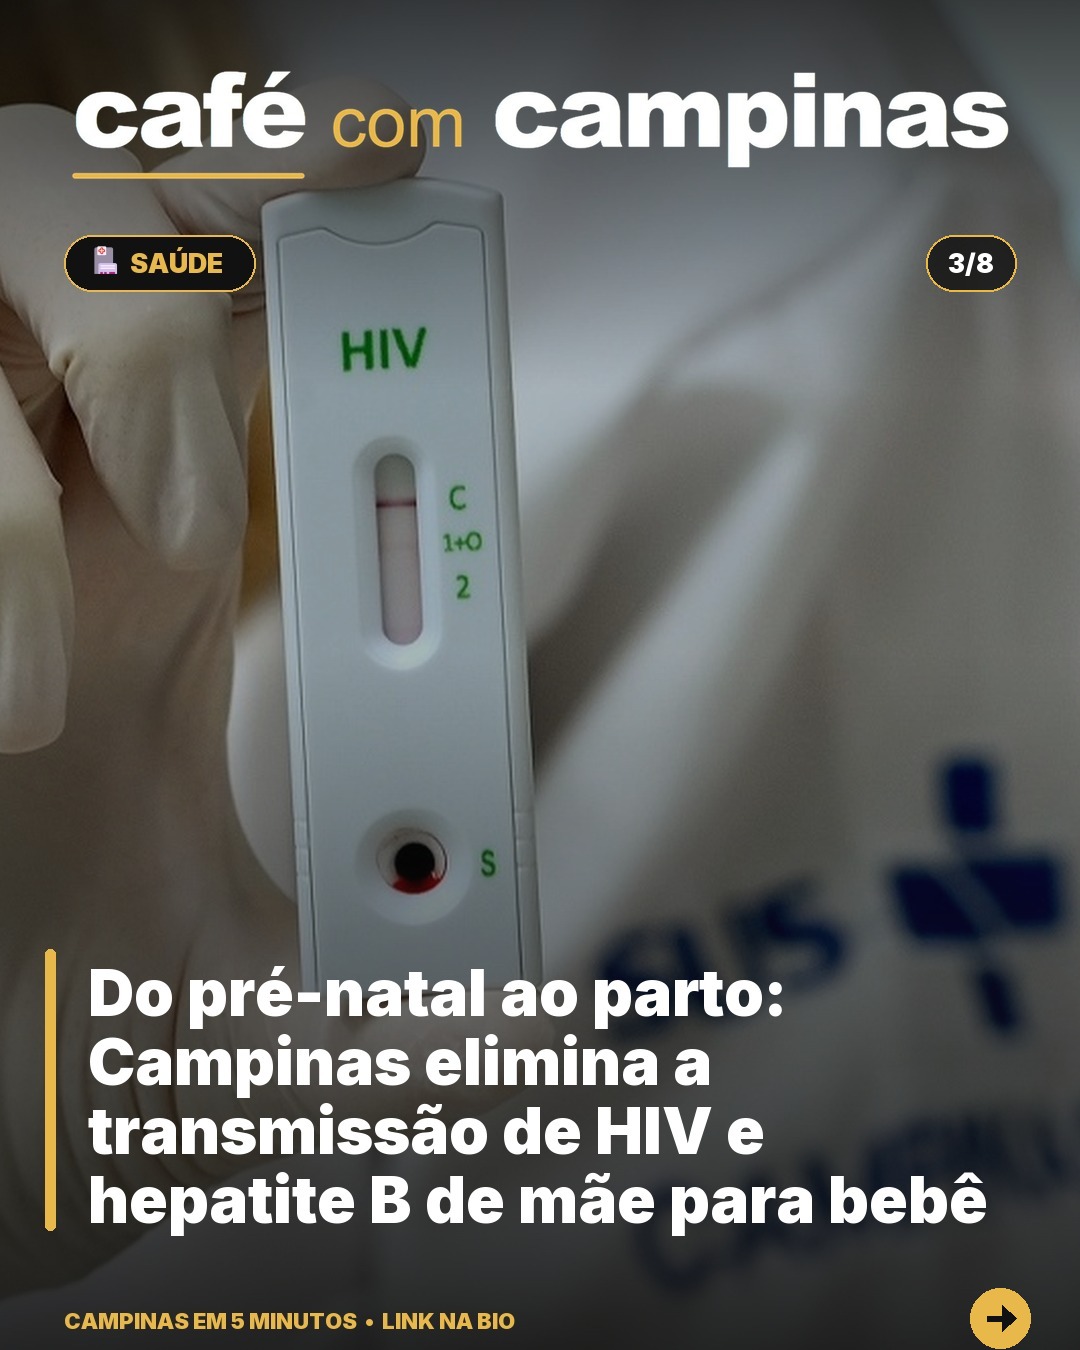 café com campinas
SAÚDE
3/8
HIV
C
1+O
2
S
SUS
Do pré-natal ao parto:
Campinas elimina a
transmissão de HIV e
hepatite B de mãe para bebê
CAMPINAS EM 5 MINUTOS • LINK NA BIO